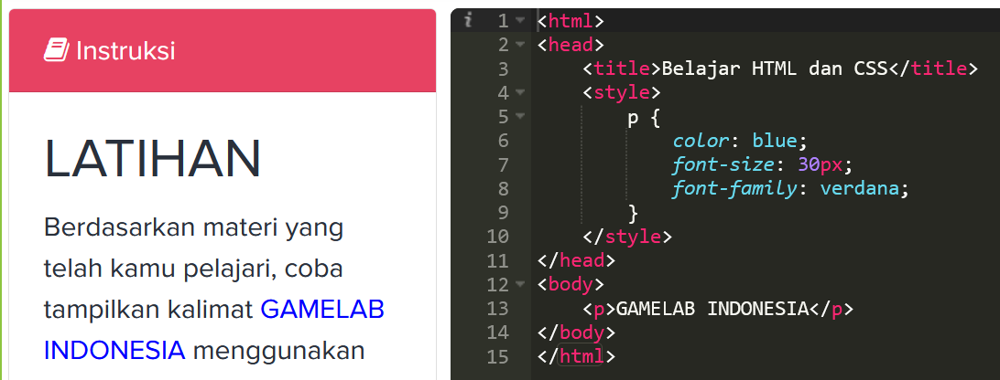 Instruksi
LATIHAN
Berdasarkan materi yang
telah kamu pelajari, coba
tampilkan kalimat GAMELAB
INDONESIA menggunakan
i 1 <html>
2 <head>
3     <title>Belajar HTML dan CSS</title>
4     <style>
5         p {
6             color: blue;
7             font-size: 30px;
8             font-family: verdana;
9         }
10     </style>
11 </head>
12 <body>
13     <p>GAMELAB INDONESIA</p>
14 </body>
15 </html>